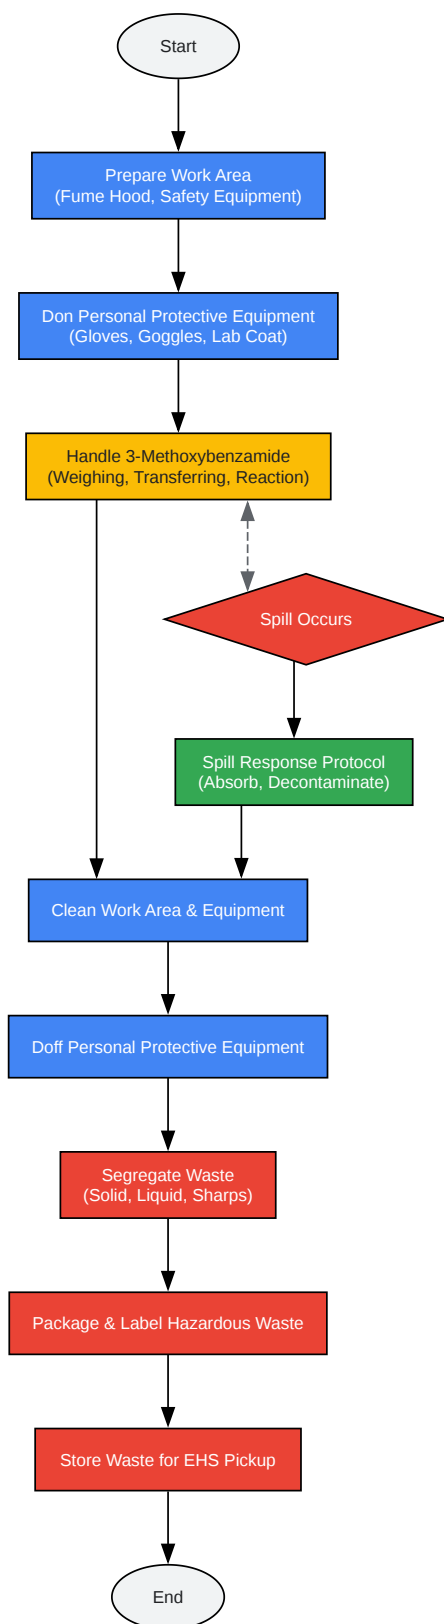 Start
Prepare Work Area
(Fume Hood, Safety Equipment)
Don Personal Protective Equipment
(Gloves, Goggles, Lab Coat)
Handle 3-Methoxybenzamide
(Weighing, Transferring, Reaction)
Spill Occurs
Spill Response Protocol
(Absorb, Decontaminate)
Clean Work Area & Equipment
Doff Personal Protective Equipment
Segregate Waste
(Solid, Liquid, Sharps)
Package & Label Hazardous Waste
Store Waste for EHS Pickup
End